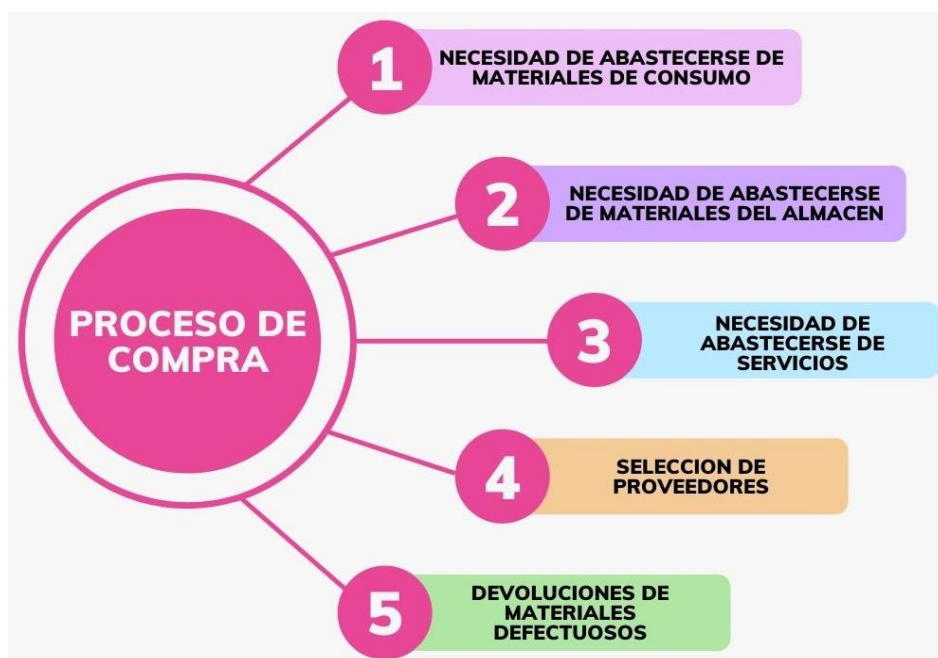 1
NECESIDAD DE ABASTECERSE DE
MATERIALES DE CONSUMO
2
NECESIDAD DE ABASTECERSE
DE MATERIALES DEL ALMACEN
PROCESO DE
COMPRA
3
NECESIDAD DE
ABASTECERSE DE
SERVICIOS
4
SELECCION DE
PROVEEDORES
5
DEVOLUCIONES DE
MATERIALES
DEFECTUOSOS